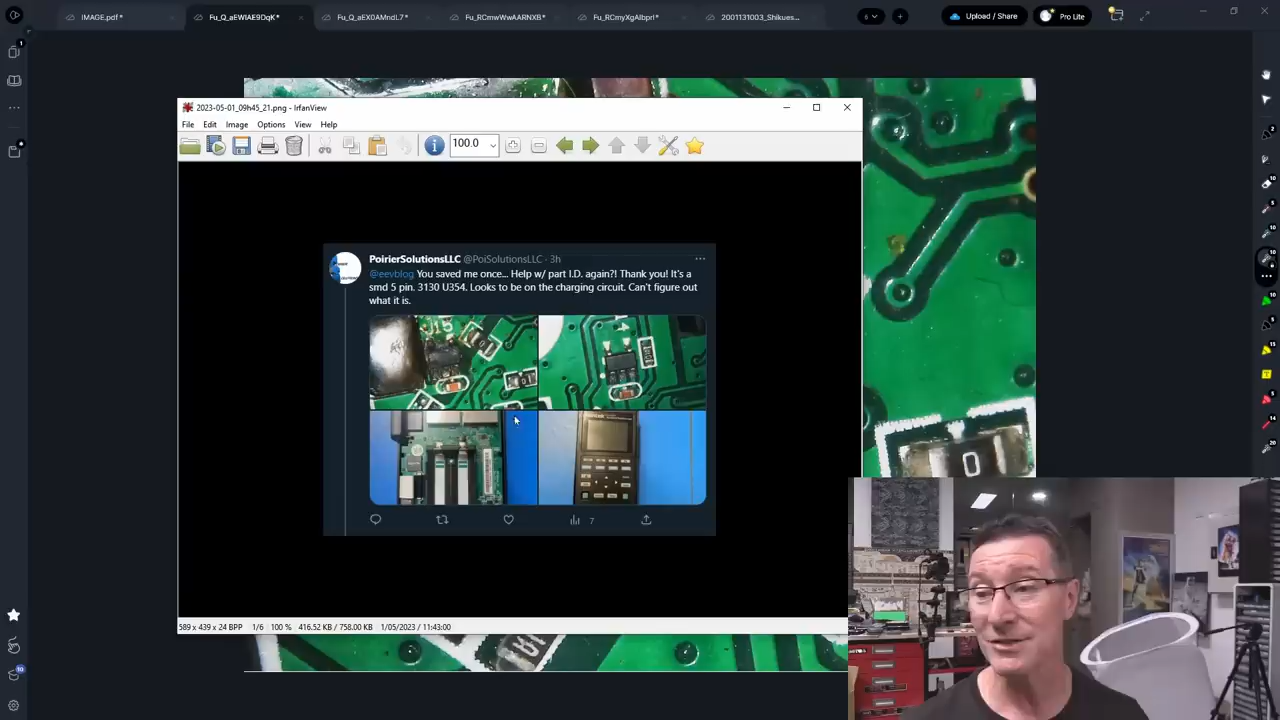 IMAGE.pdf*
Fu_Q_aEWIAE9DqK*
Fu_Q_aEX0AMndL7*
Fu_RCmwWwAARNXB*
Fu_RCmyXgAIbprI*
2001131003_Shikues...
6
Upload / Share
Pro Lite
2023-05-01_09h45_21.png - IrfanView
File Edit Image Options View Help
100.0
PoirierSolutionsLLC @PoiSolutionsLLC · 3h
@eevblog You saved me once... Help w/ part I.D. again?! Thank you! It's a
smd 5 pin. 3130 U354. Looks to be on the charging circuit. Can't figure out
what it is.
7
589 x 439 x 24 BPP 1/6 100 % 416.52 KB / 758.00 KB 1/05/2023 / 11:43:00
0